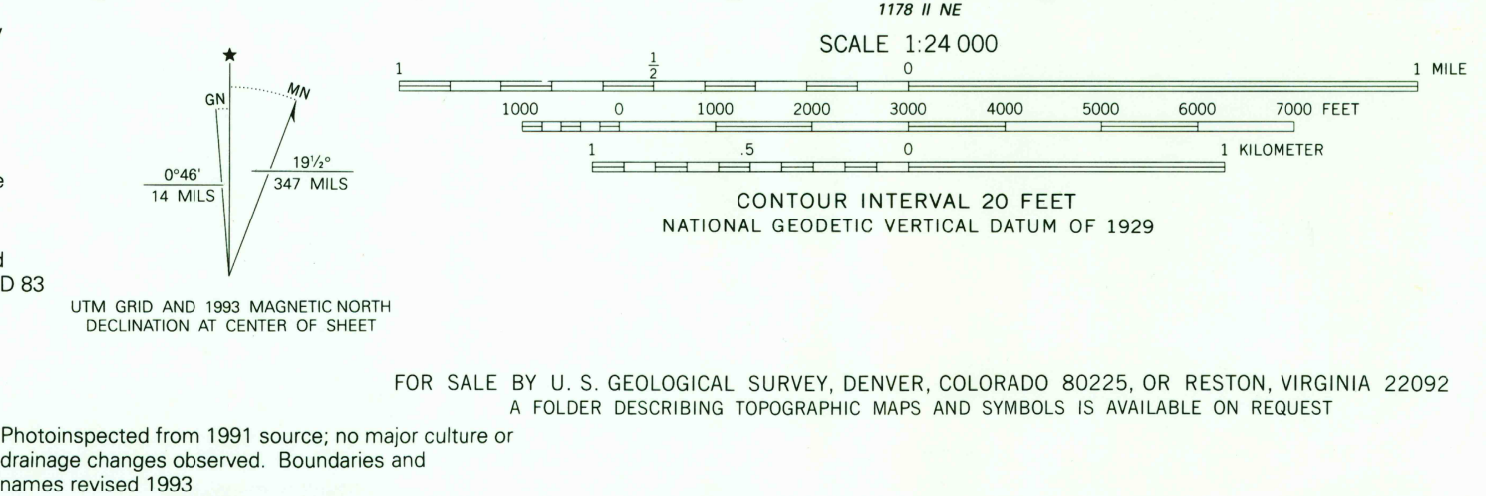 1178 II NE
SCALE 1:24 000
1 1/2 0 1 MILE
1000 0 1000 2000 3000 4000 5000 6000 7000 FEET
1 .5 0 1 KILOMETER
CONTOUR INTERVAL 20 FEET
NATIONAL GEODETIC VERTICAL DATUM OF 1929
★
GN MN
0°46' 19½°
14 MILS 347 MILS
D 83
UTM GRID AND 1993 MAGNETIC NORTH
DECLINATION AT CENTER OF SHEET
FOR SALE BY U. S. GEOLOGICAL SURVEY, DENVER, COLORADO 80225, OR RESTON, VIRGINIA 22092
A FOLDER DESCRIBING TOPOGRAPHIC MAPS AND SYMBOLS IS AVAILABLE ON REQUEST
Photoinspected from 1991 source; no major culture or
drainage changes observed. Boundaries and
names revised 1993